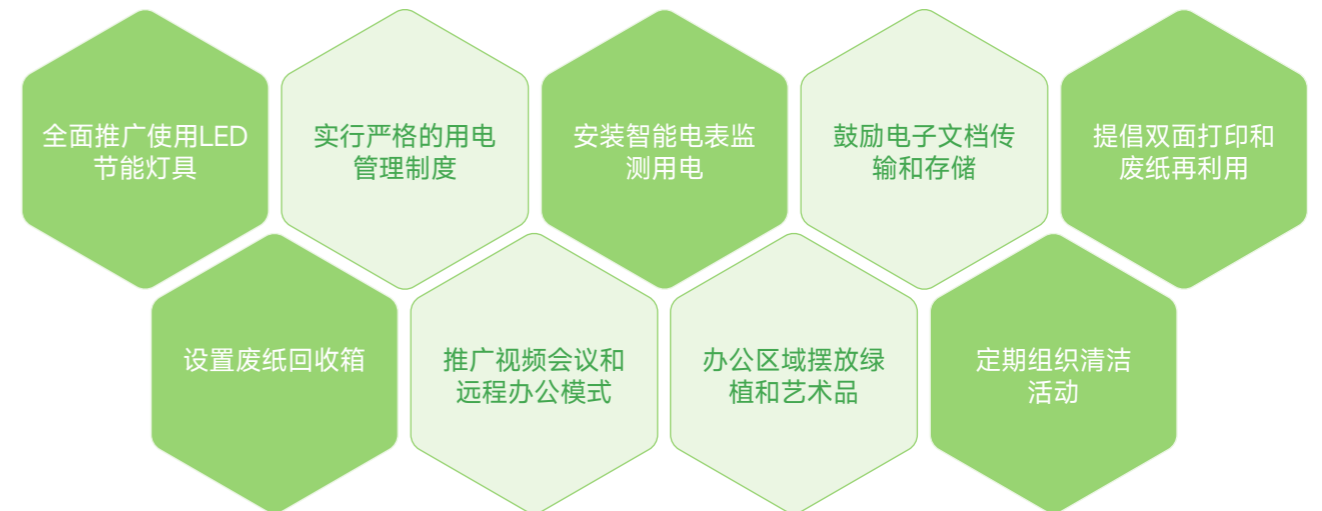 全面推广使用LED
节能灯具
实行严格的用电
管理制度
安装智能电表监
测用电
鼓励电子文档传
输和存储
提倡双面打印和
废纸再利用
设置废纸回收箱
推广视频会议和
远程办公模式
办公区域摆放绿
植和艺术品
定期组织清洁
活动